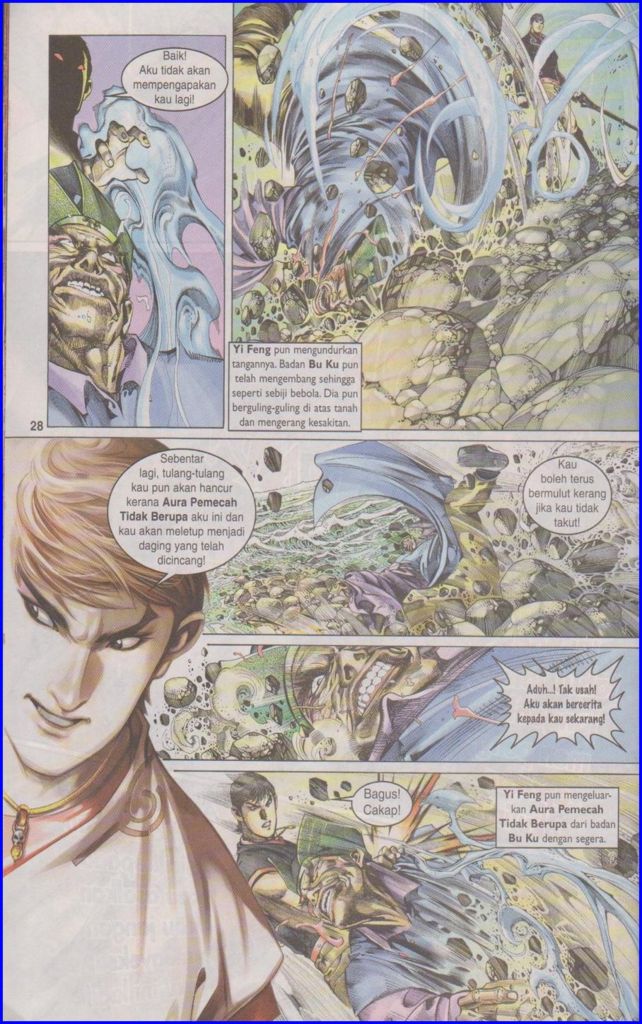 Baik!
Aku tidak akan
mempengapakan
kau lagi!
Yi Feng pun mengundurkan
tangannya. Badan Bu Ku pun
telah mengembang sehingga
seperti sebiji bebola. Dia pun
berguling-guling di atas tanah
dan mengerang kesakitan.
28
Sebentar
lagi, tulang-tulang
kau pun akan hancur
kerana Aura Pemecah
Tidak Berupa aku ini dan
kau akan meletup menjadi
daging yang telah
dicincang!
Kau
boleh terus
bermulut kerang
jika kau tidak
takut!
Aduh..! Tak usah!
Aku akan bercerita
kepada kau sekarang!
Bagus!
Cakap!
Yi Feng pun mengeluar-
kan Aura Pemecah
Tidak Berupa dari badan
Bu Ku dengan segera.